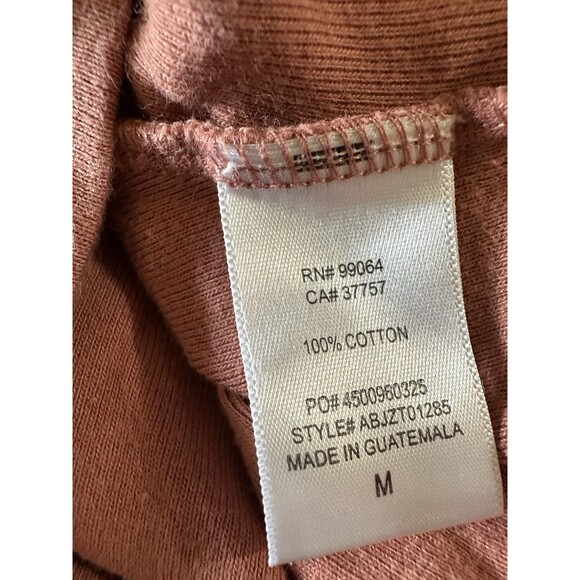 RN# 99064
CA# 37757
100% COTTON
PO# 4500960325
STYLE# ABJZT01285
MADE IN GUATEMALA
M